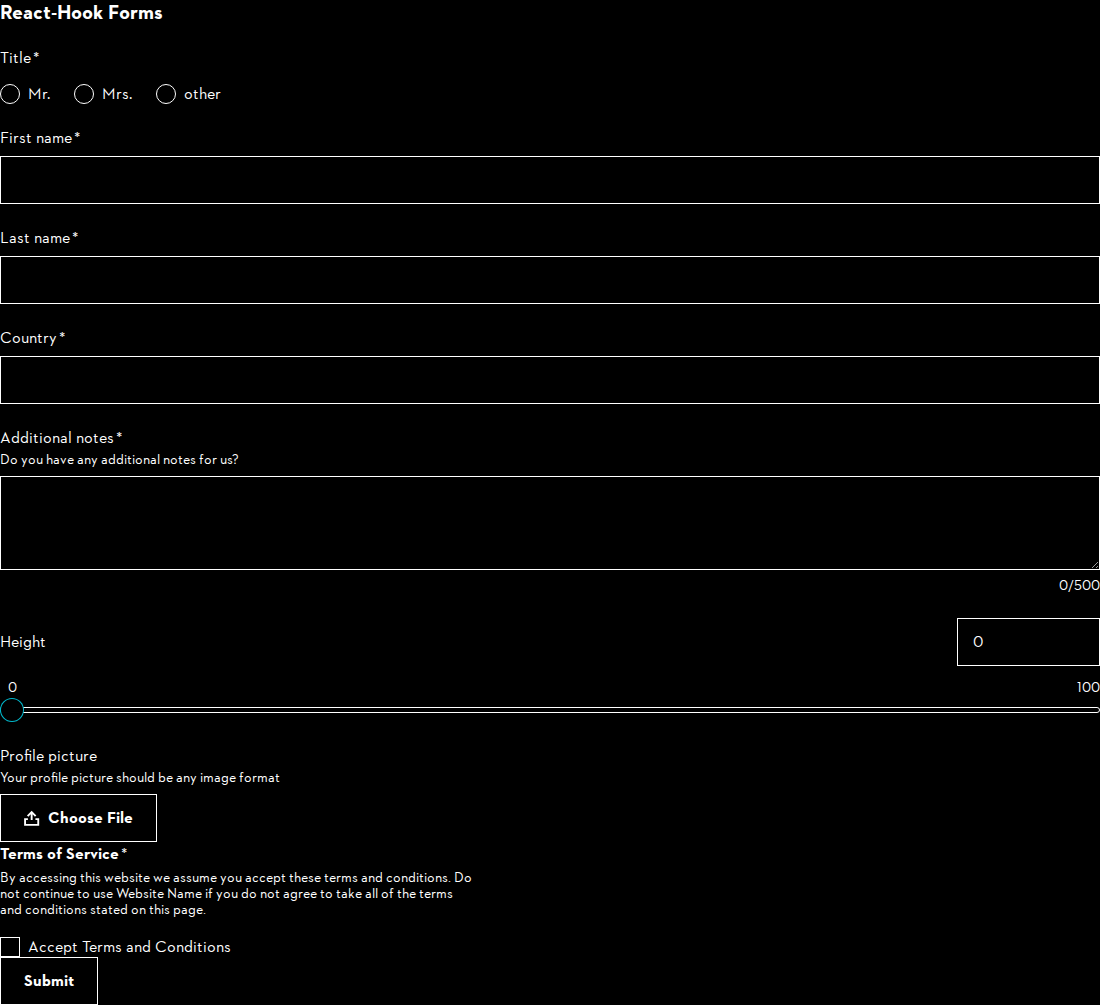 React-Hook Forms
Title*
Mr. Mrs. other
First name*
Last name*
Country*
Additional notes*
Do you have any additional notes for us?
0/500
Height 0
0 100
Profile picture
Your profile picture should be any image format
Choose File
Terms of Service*
By accessing this website we assume you accept these terms and conditions. Do
not continue to use Website Name if you do not agree to take all of the terms
and conditions stated on this page.
Accept Terms and Conditions
Submit